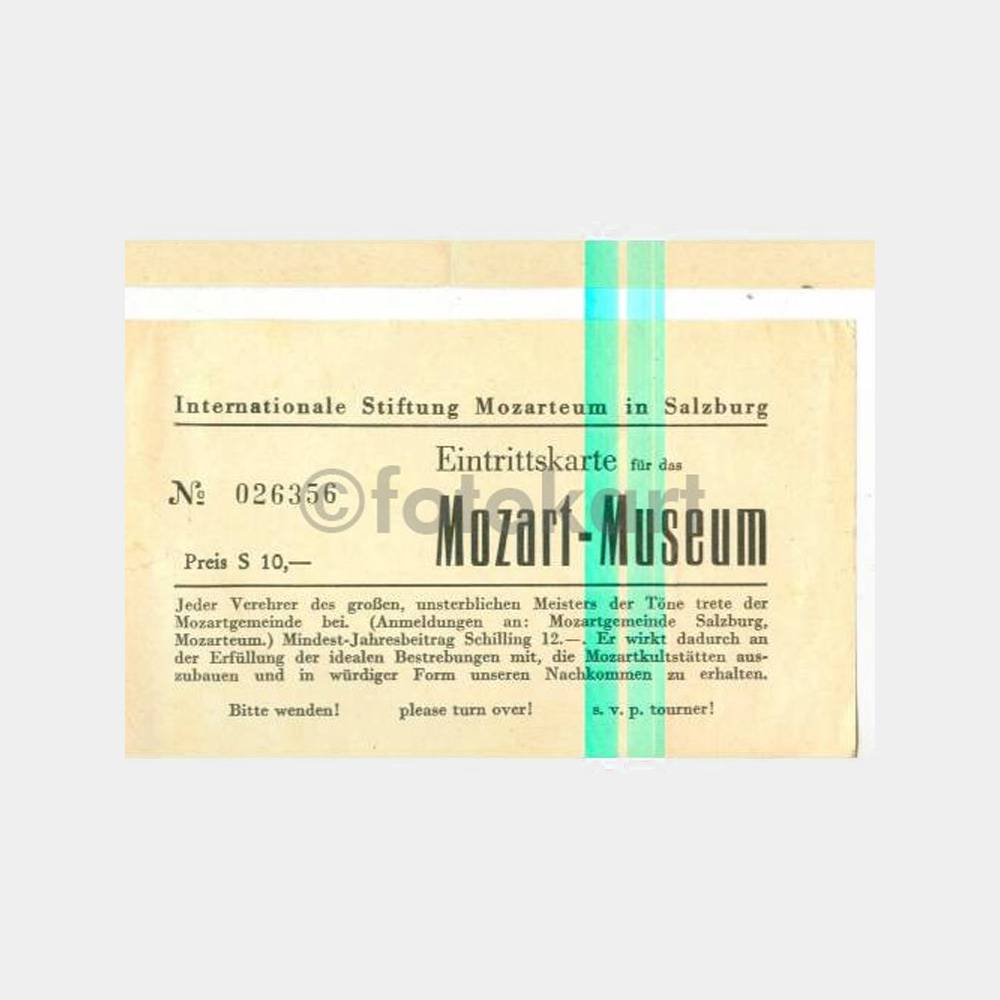 Internationale Stiftung Mozarteum in Salzburg
Eintrittskarte für das
№ 026356
©fotokart
Mozart-Museum
Preis S 10,—
Jeder Verehrer des großen, unsterblichen Meisters der Töne trete der
Mozartgemeinde bei. (Anmeldungen an: Mozartgemeinde Salzburg,
Mozarteum.) Mindest-Jahresbeitrag Schilling 12.—. Er wirkt dadurch an
der Erfüllung der idealen Bestrebungen mit, die Mozartkultstätten aus-
zubauen und in würdiger Form unseren Nachkommen zu erhalten.
Bitte wenden! please turn over! s. v. p. tourner!